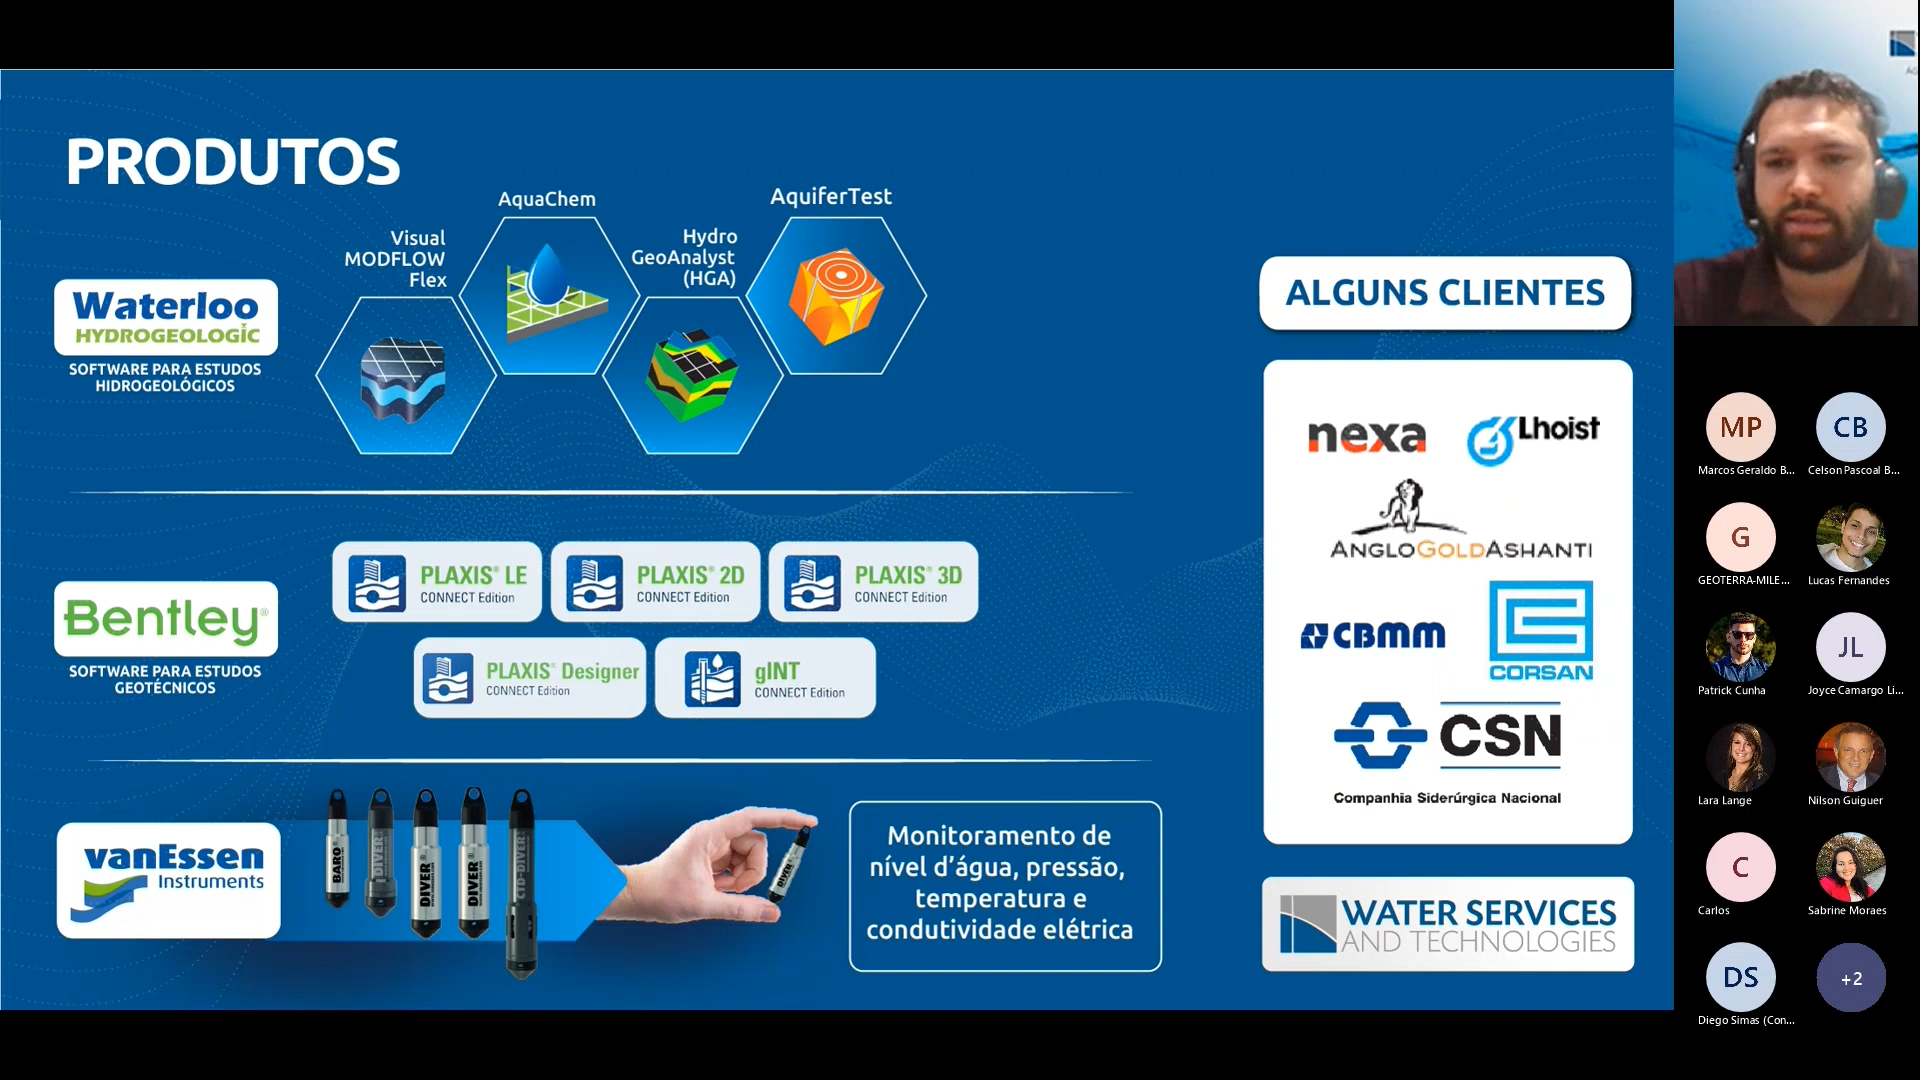 PRODUTOS
AquaChem
AquiferTest
Visual
MODFLOW
Flex
Hydro
GeoAnalyst
(HGA)
Waterloo
HYDROGEOLOGIC
SOFTWARE PARA ESTUDOS
HIDROGEOLÓGICOS
Bentley®
SOFTWARE PARA ESTUDOS
GEOTÉCNICOS
PLAXIS® LE
CONNECT Edition
PLAXIS® 2D
CONNECT Edition
PLAXIS® 3D
CONNECT Edition
PLAXIS® Designer
CONNECT Edition
gINT
CONNECT Edition
vanEssen
Instruments
BARO
DIVER
DIVER®
DIVER®
CTD-DIVER
DIVER
Monitoramento de
nível d’água, pressão,
temperatura e
condutividade elétrica
ALGUNS CLIENTES
nexa
Lhoist
ANGLOGOLDASHANTI
CBMM
CORSAN
CSN
Companhia Siderúrgica Nacional
WATER SERVICES
AND TECHNOLOGIES
MP
Marcos Geraldo B...
CB
Celson Pascoal B...
G
GEOTERRA-MILE...
Lucas Fernandes
Patrick Cunha
JL
Joyce Camargo Li...
Lara Lange
Nilson Guiguer
C
Carlos
Sabrine Moraes
DS
Diego Simas (Con...
+2